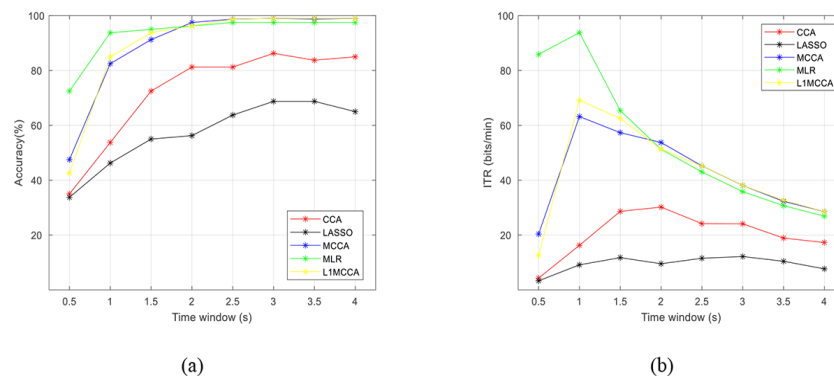 Accuracy(%)
100
80
60
40
20
CCA
LASSO
MCCA
MLR
L1MCCA
0.5 1 1.5 2 2.5 3 3.5 4
Time window (s)
(a)
ITR (bits/min)
100
80
60
40
20
CCA
LASSO
MCCA
MLR
L1MCCA
0.5 1 1.5 2 2.5 3 3.5 4
Time window (s)
(b)